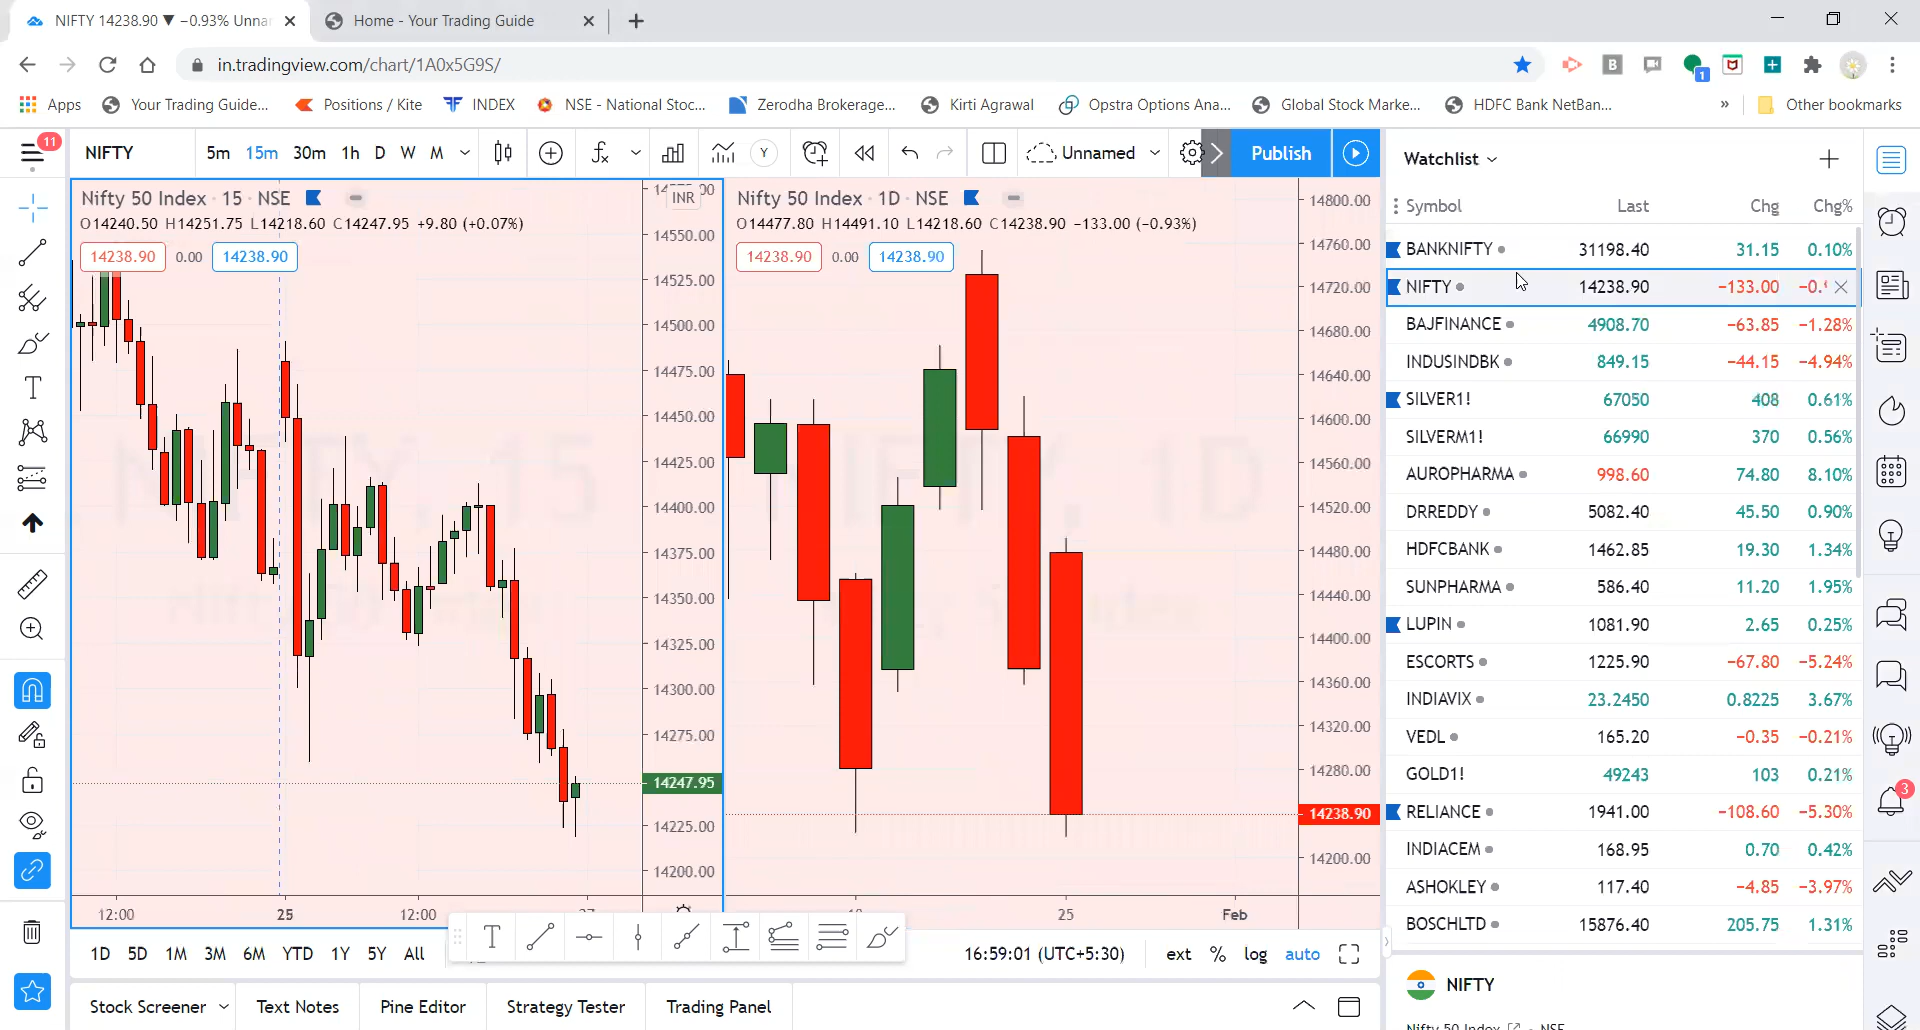 NIFTY 14238.90 ▼ −0.93% Unnar
Home - Your Trading Guide
in.tradingview.com/chart/1A0x5G9S/
1
Apps
Your Trading Guide...
Positions / Kite
INDEX
NSE - National Stoc...
Zerodha Brokerage...
Kirti Agrawal
Opstra Options Ana...
Global Stock Marke...
HDFC Bank NetBan...
»
Other bookmarks
11
NIFTY
5m 15m 30m 1h D W M
Y
Unnamed
Publish
Nifty 50 Index · 15 · NSE
INR
O14240.50 H14251.75 L14218.60 C14247.95 +9.80 (+0.07%)
14238.90 0.00 14238.90
14550.00
14525.00
14500.00
14475.00
14450.00
14425.00
14400.00
14375.00
14350.00
14325.00
14300.00
14275.00
14247.95
14225.00
14200.00
NIFTY, 15
12:00 25 12:00
Nifty 50 Index · 1D · NSE
O14477.80 H14491.10 L14218.60 C14238.90 −133.00 (−0.93%)
14238.90 0.00 14238.90
14800.00
14760.00
14720.00
14680.00
14640.00
14600.00
14560.00
14520.00
14480.00
14440.00
14400.00
14360.00
14320.00
14280.00
14238.90
14200.00
NIFTY, 1D
25 Feb
1D 5D 1M 3M 6M YTD 1Y 5Y All
T
16:59:01 (UTC+5:30)
ext % log auto
Stock Screener
Text Notes
Pine Editor
Strategy Tester
Trading Panel
Watchlist
Symbol Last Chg Chg%
BANKNIFTY 31198.40 31.15 0.10%
NIFTY 14238.90 −133.00
BAJFINANCE 4908.70 −63.85 −1.28%
INDUSINDBK 849.15 −44.15 −4.94%
SILVER1! 67050 408 0.61%
SILVERM1! 66990 370 0.56%
AUROPHARMA 998.60 74.80 8.10%
DRREDDY 5082.40 45.50 0.90%
HDFCBANK 1462.85 19.30 1.34%
SUNPHARMA 586.40 11.20 1.95%
LUPIN 1081.90 2.65 0.25%
ESCORTS 1225.90 −67.80 −5.24%
INDIAVIX 23.2450 0.8225 3.67%
VEDL 165.20 −0.35 −0.21%
GOLD1! 49243 103 0.21%
RELIANCE 1941.00 −108.60 −5.30%
INDIACEM 168.95 0.70 0.42%
ASHOKLEY 117.40 −4.85 −3.97%
BOSCHLTD 15876.40 205.75 1.31%
NIFTY
Nifty 50 Index NSE
3